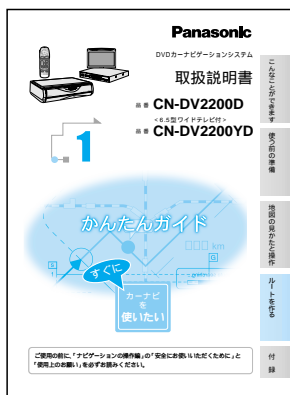 Panasonic
DVDカーナビゲーションシステム
取扱説明書
品番 CN-DV2200D
<6.5型ワイドテレビ付>
品番 CN-DV2200YD
1
かんたんガイド
km
G
S
すぐに
カーナビ
を
使いたい
ご使用の前に、「ナビゲーションの操作編」の「安全にお使いいただくために」と
「使用上のお願い」を必ずお読みください。
こんなことができます
使う前の準備
地図の見かたと操作
ルートを作る
付録